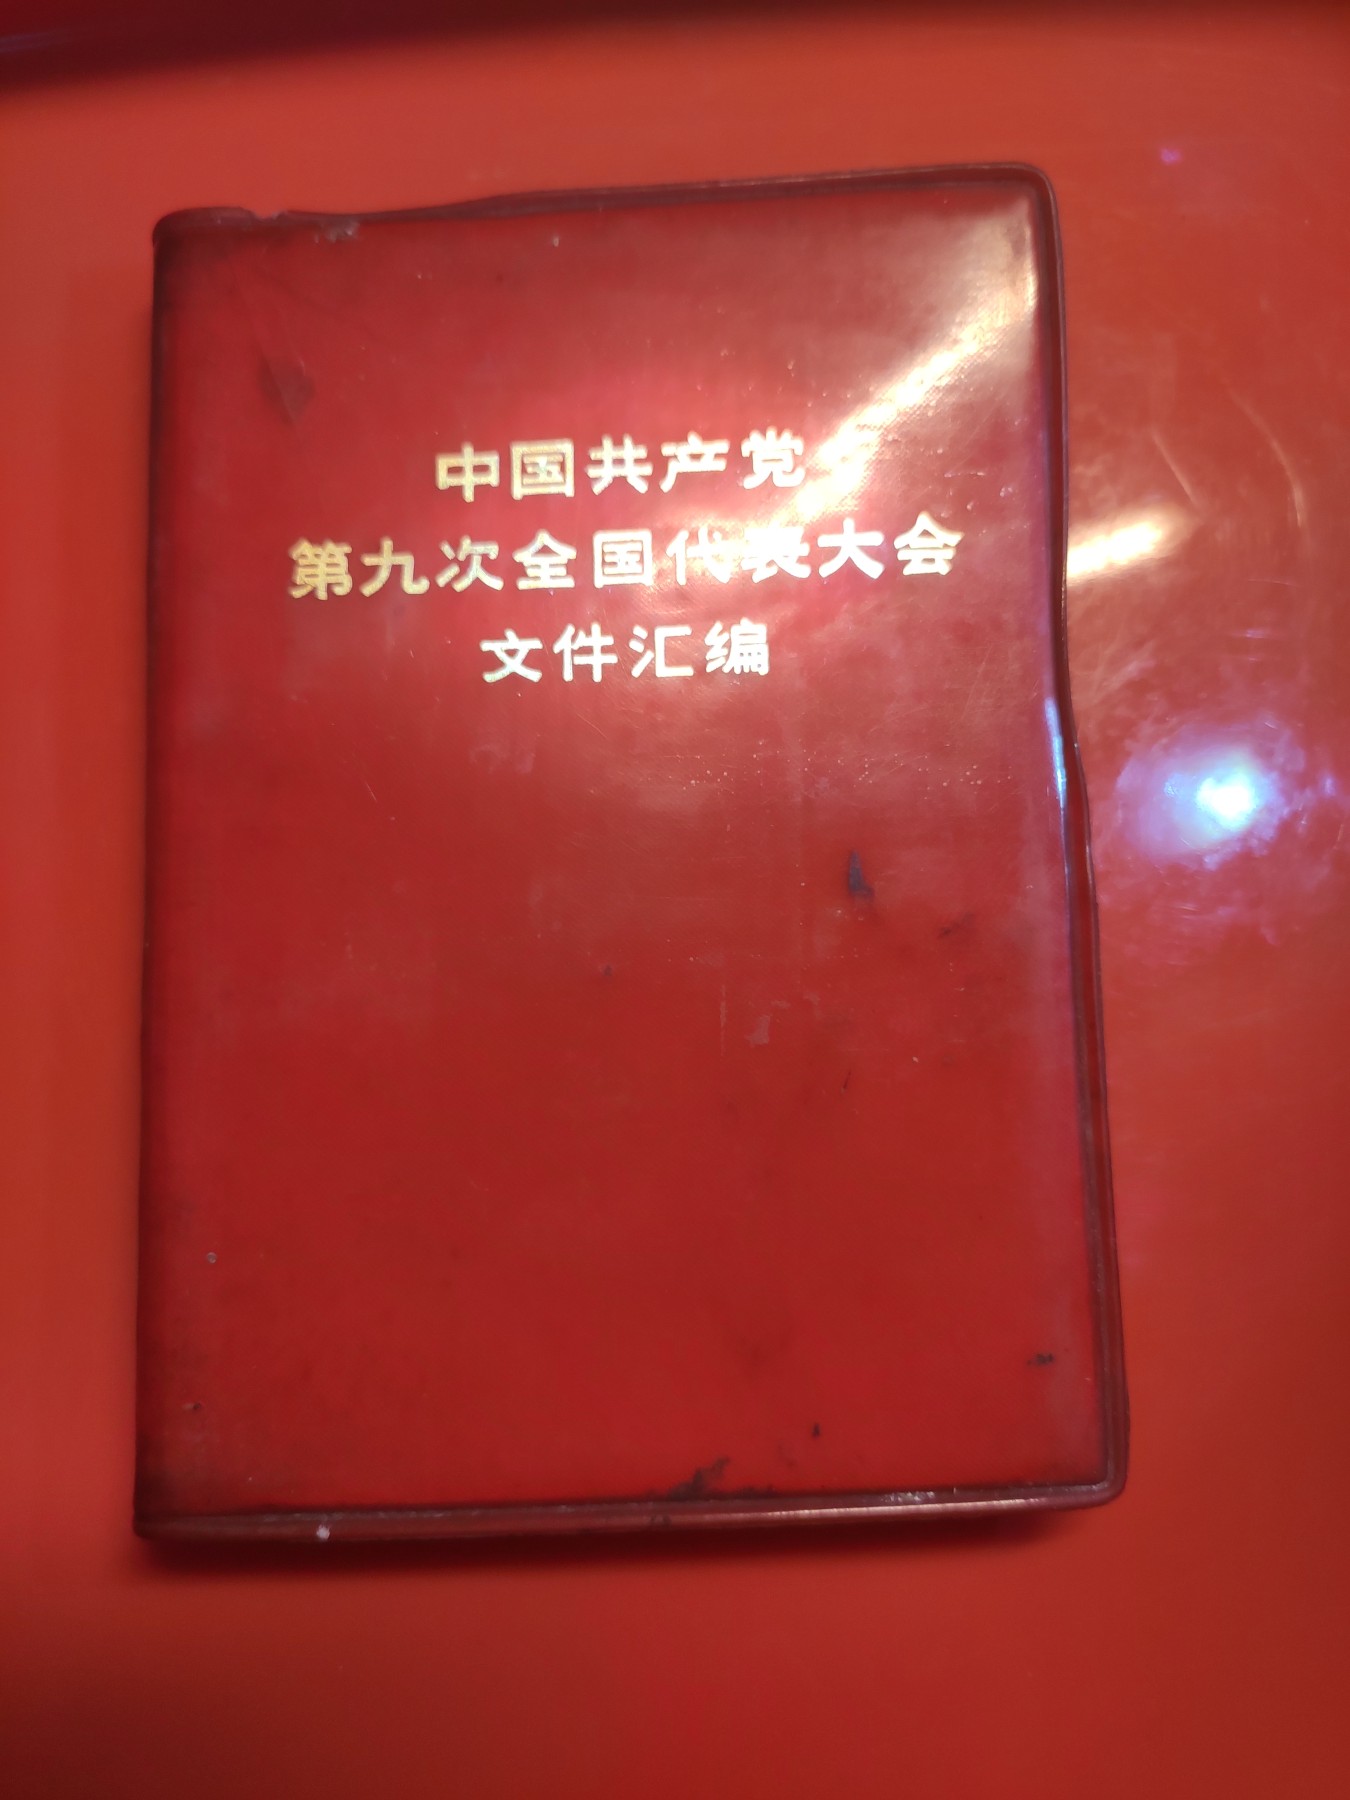 中国共产党
第九次全国代表大会
文件汇编